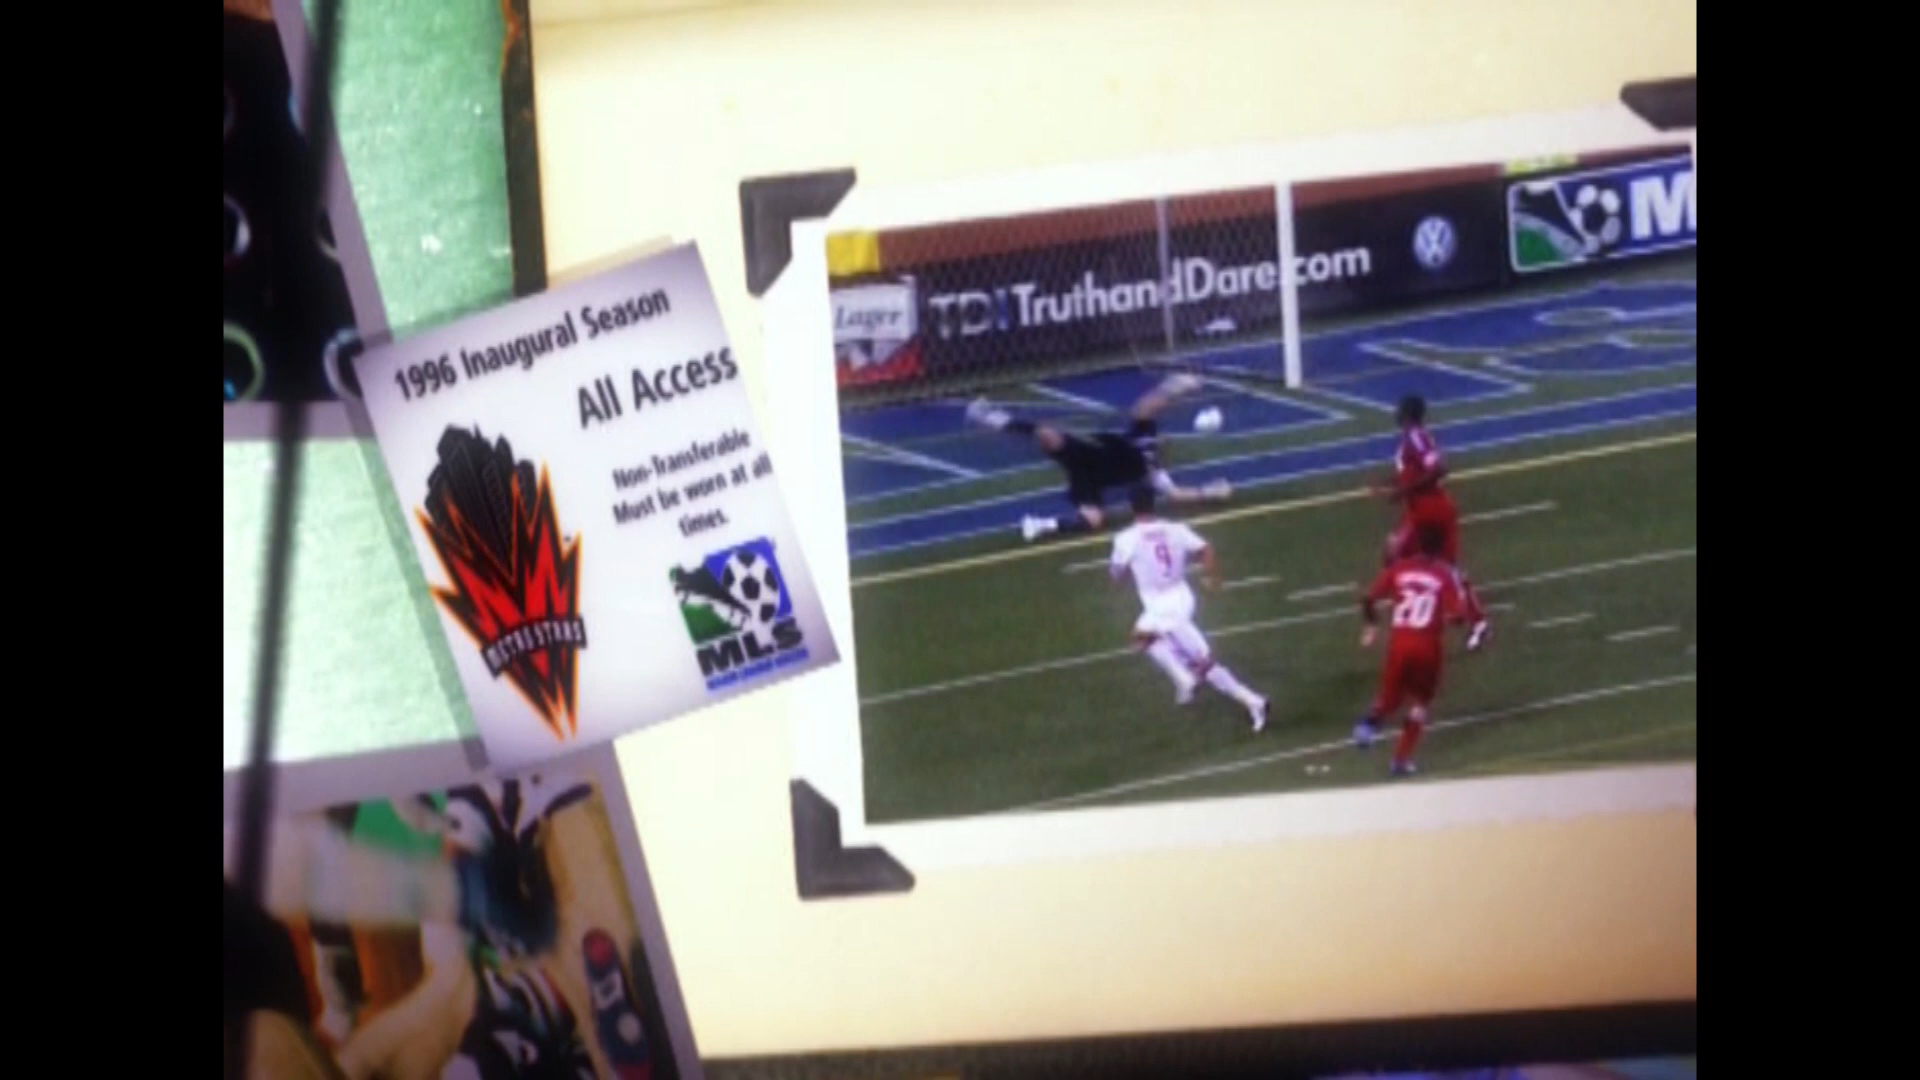 1996 Inaugural Season
All Access
Non-Transferable
Must be worn at all
times.
METROSTARS
MLS
Lager
TDI TruthandDare.com
M
9
20